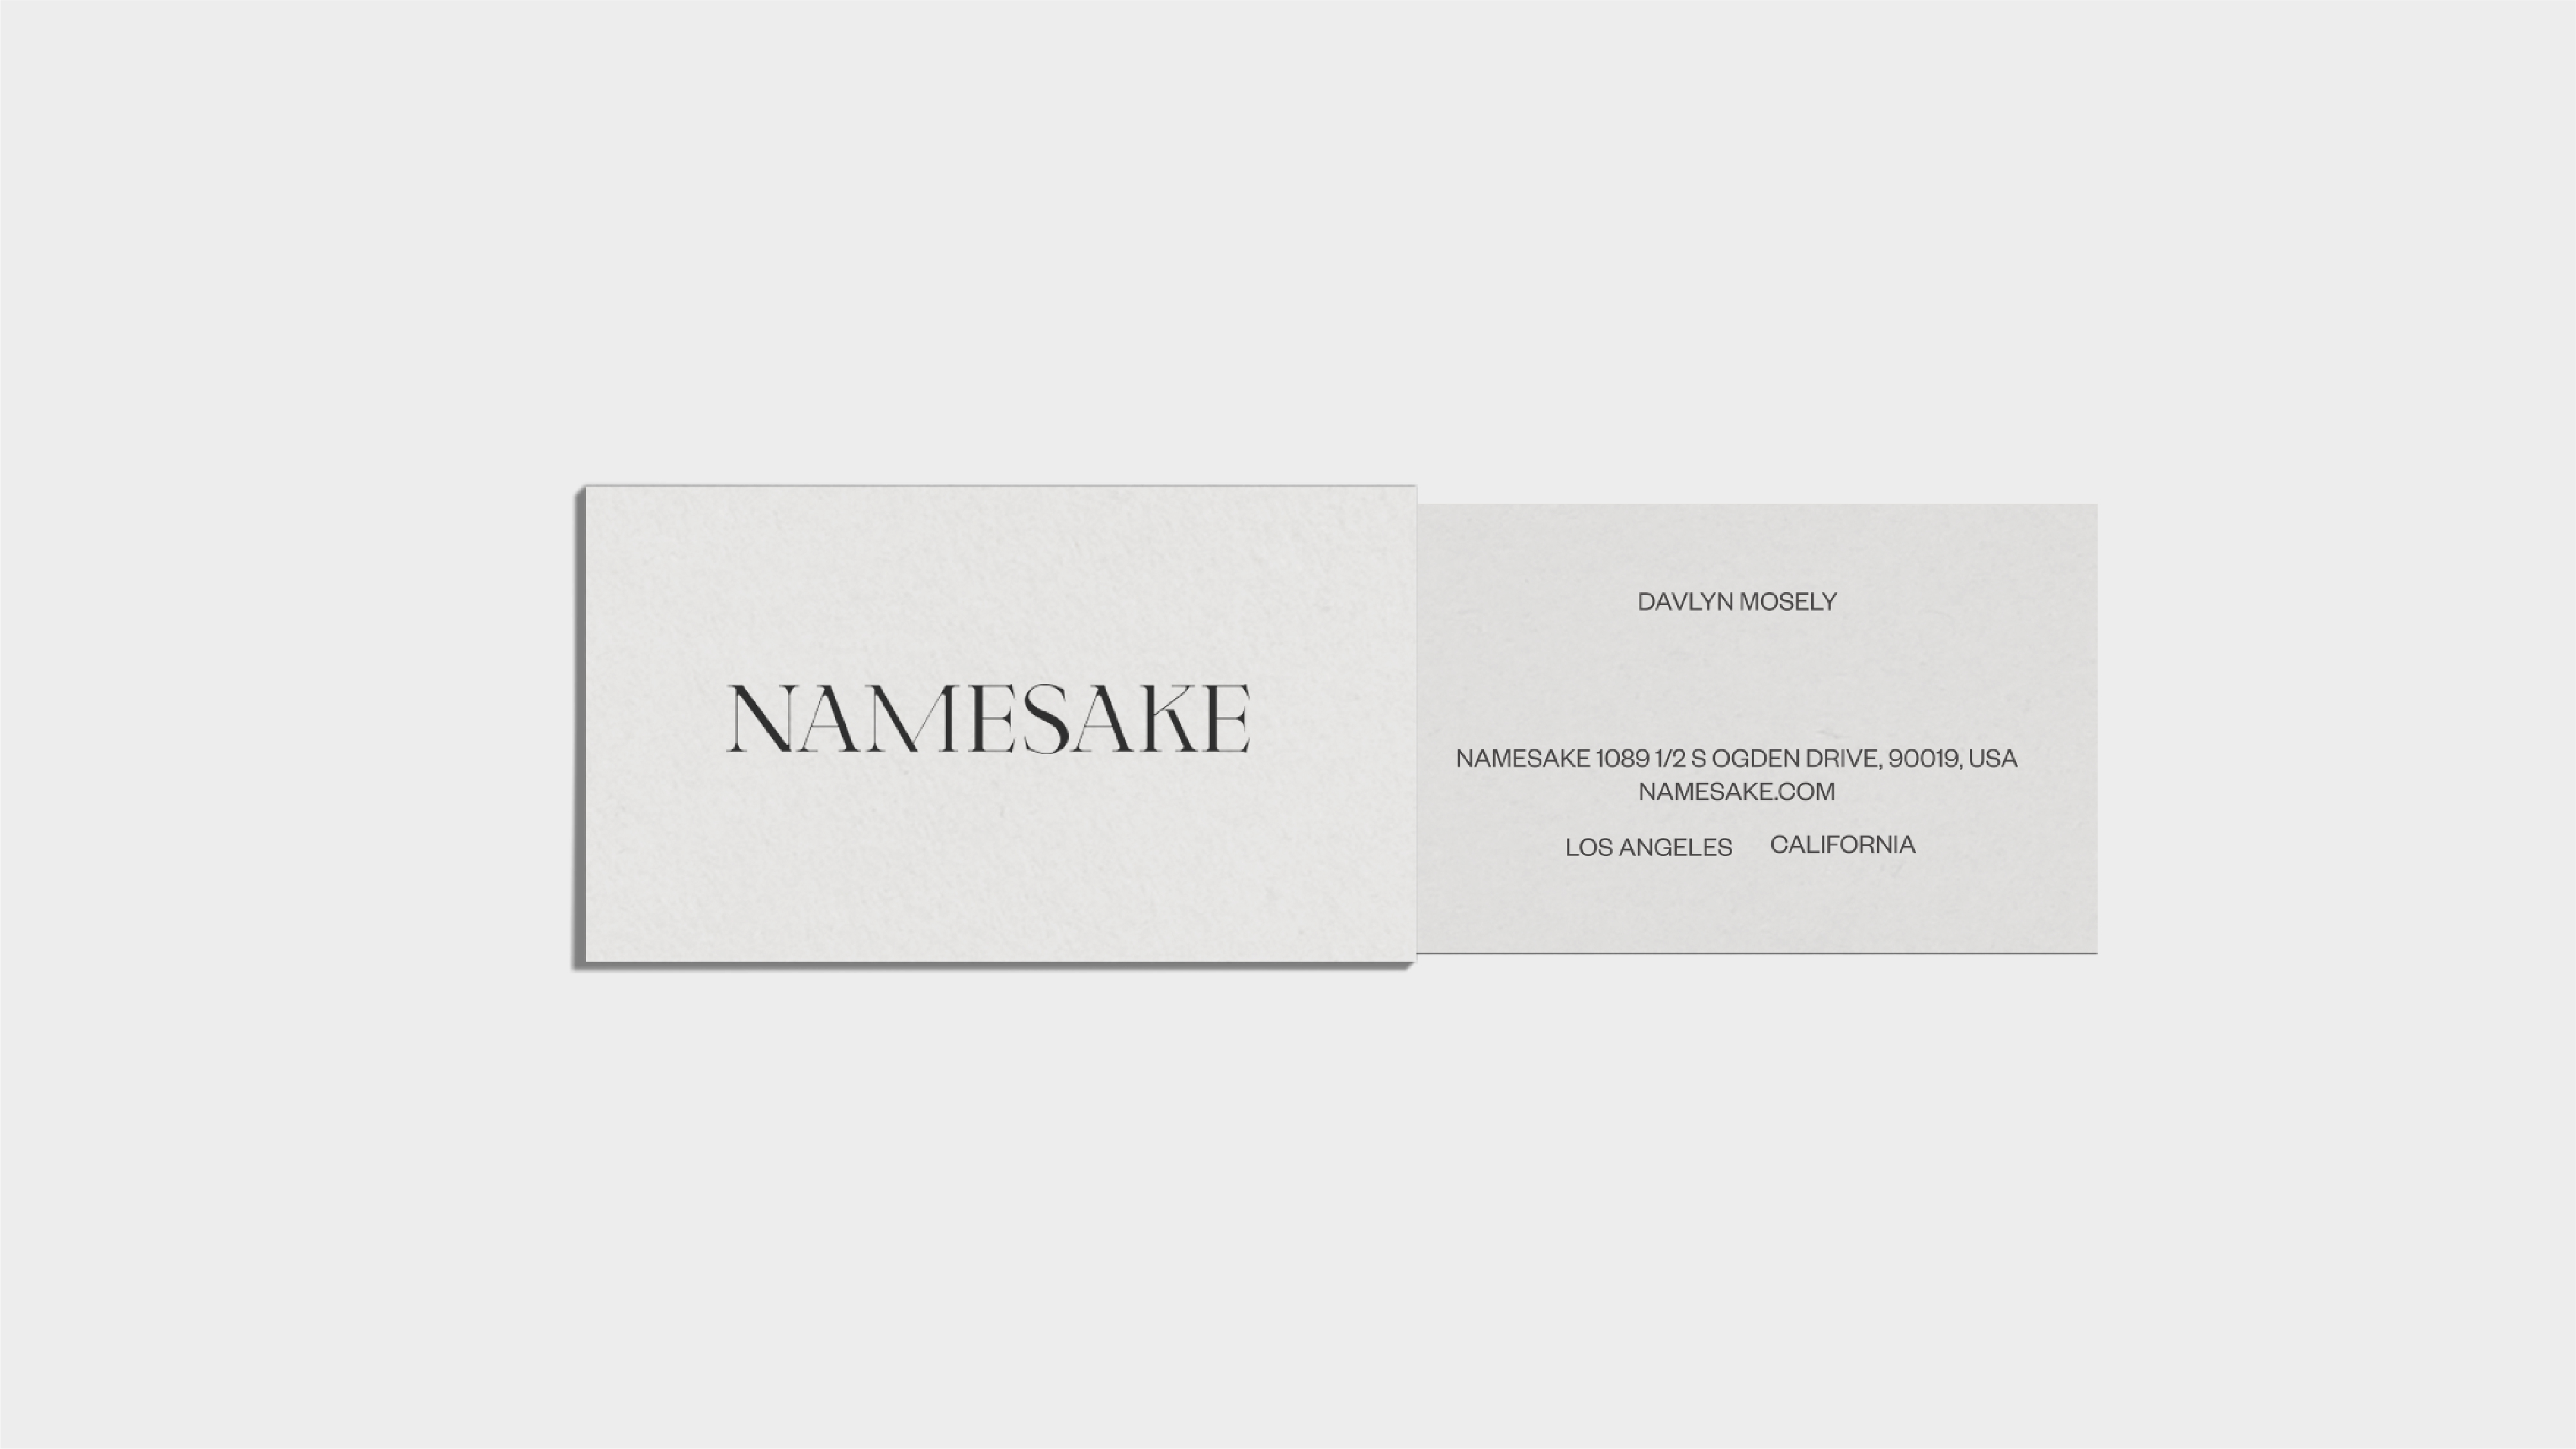 NAMESAKE
DAVLYN MOSELY
NAMESAKE 1089 1/2 S OGDEN DRIVE, 90019, USA
NAMESAKE.COM
LOS ANGELES CALIFORNIA